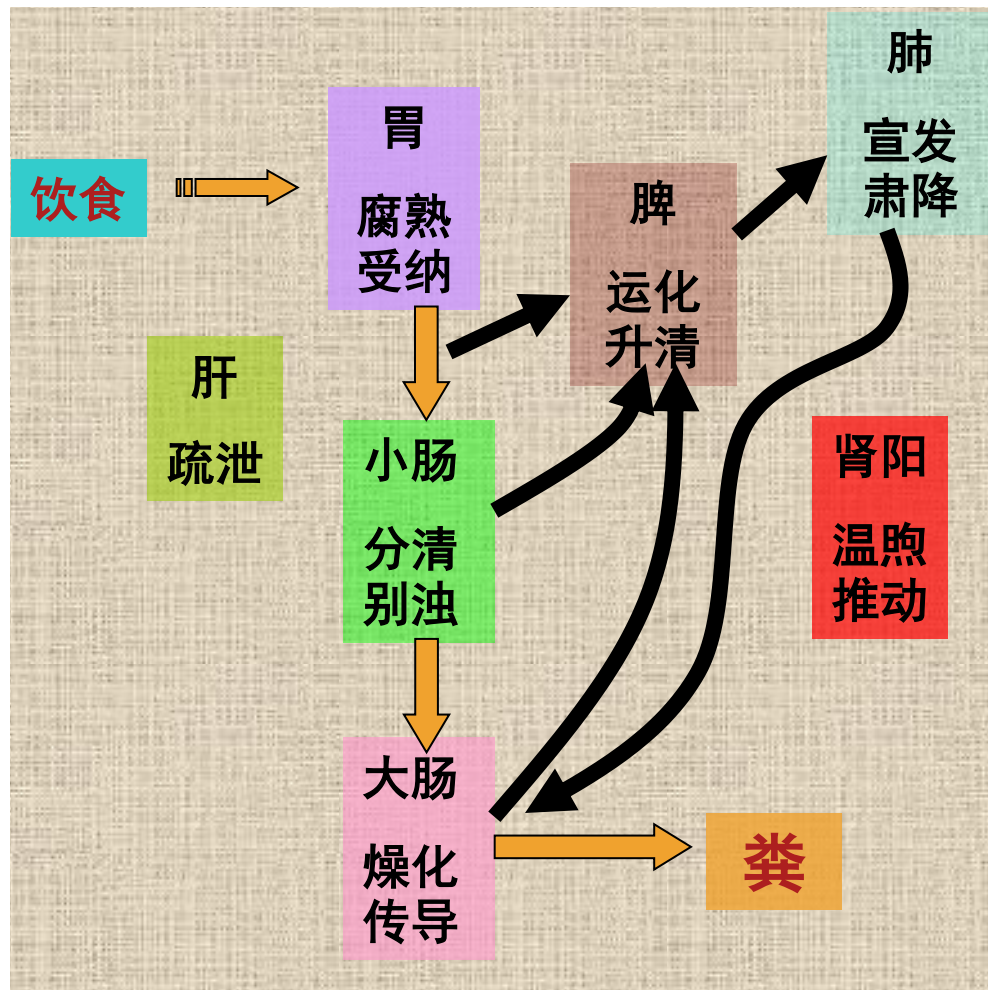 肺
宣发
肃降
胃
腐熟
受纳
饮食
脾
运化
升清
肝
疏泄
小肠
分清
别浊
肾阳
温煦
推动
大肠
燥化
传导
粪